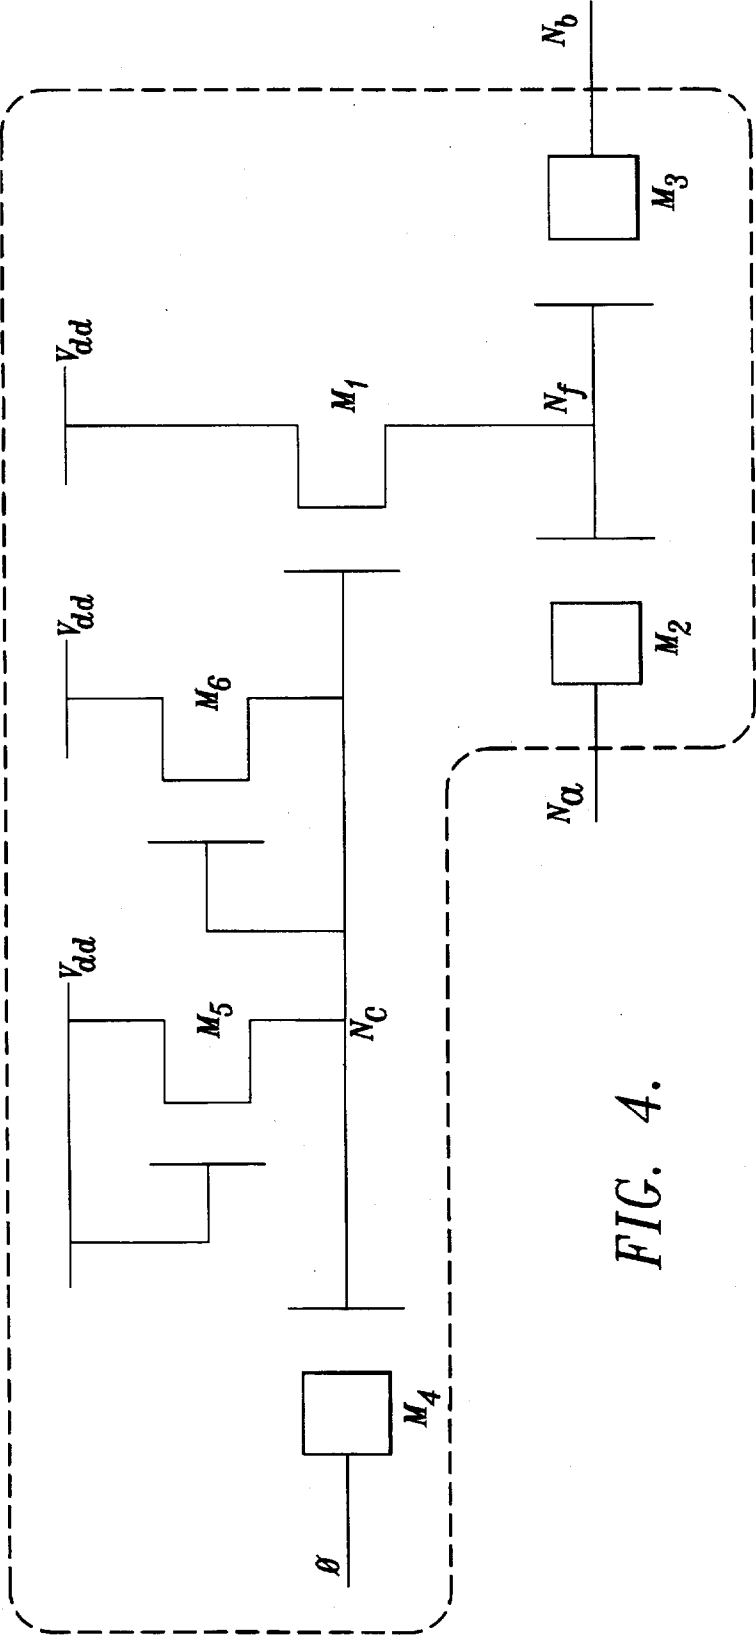 V_dd
V_dd
V_dd
M_5
M_6
M_1
ø
N_c
M_4
N_a
N_f
N_b
M_2
M_3
FIG. 4.